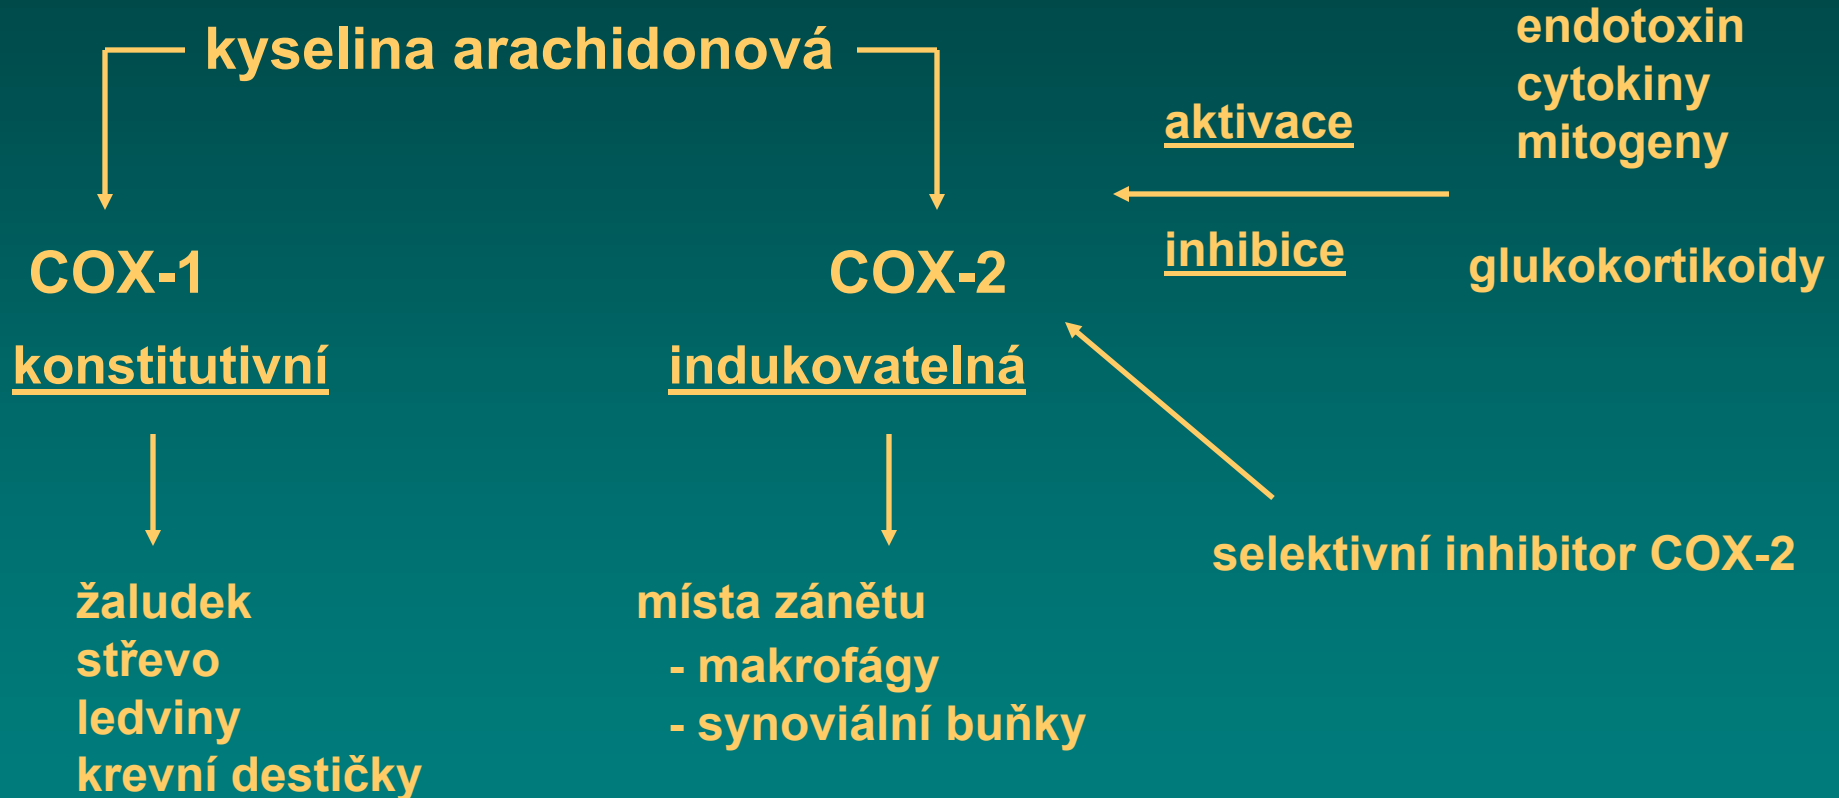 kyselina arachidonová
endotoxin
cytokiny
mitogeny
aktivace
inhibice
glukokortikoidy
COX-1
konstitutivní
COX-2
indukovatelná
selektivní inhibitor COX-2
žaludek
střevo
ledviny
krevní destičky
místa zánětu
- makrofágy
- synoviální buňky